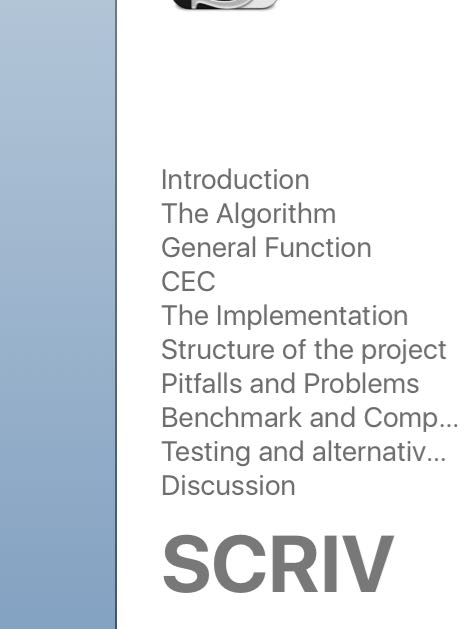 Introduction
The Algorithm
General Function
CEC
The Implementation
Structure of the project
Pitfalls and Problems
Benchmark and Comp...
Testing and alternativ...
Discussion
SCRIV